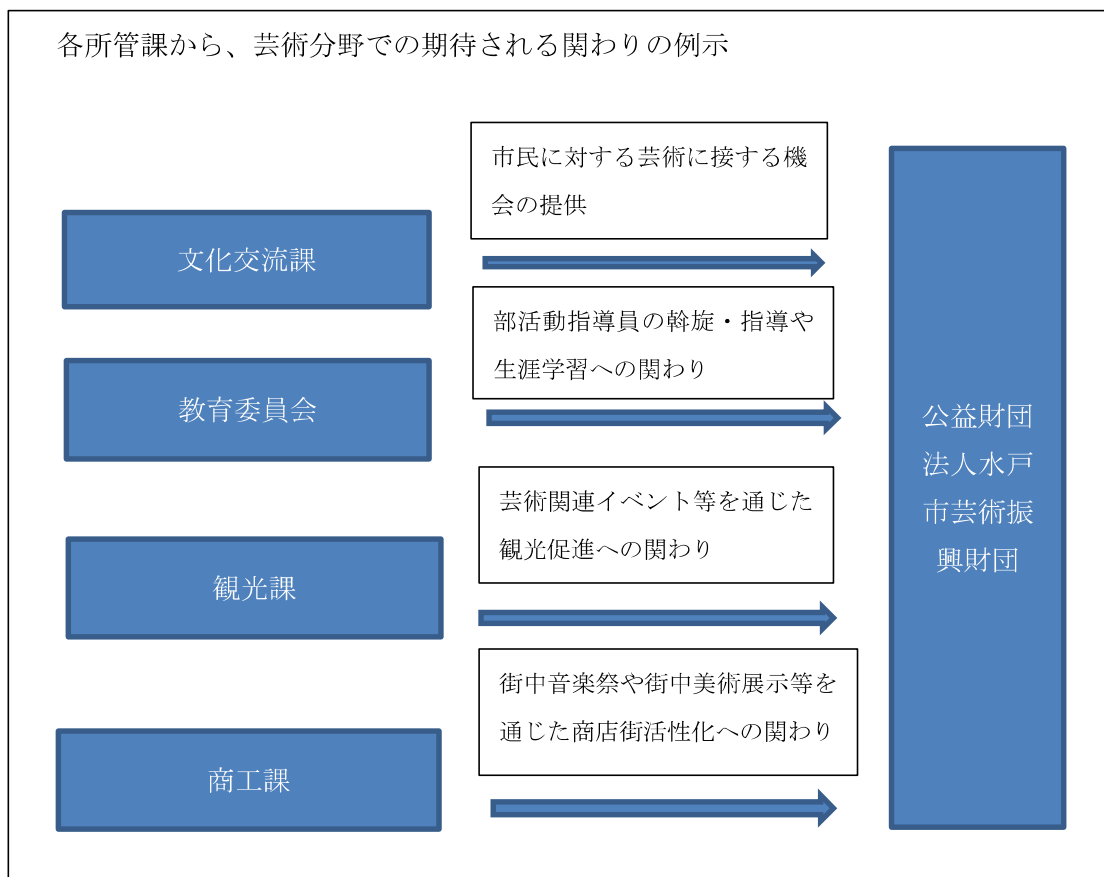 各所管課から、芸術分野での期待される関わりの例示
市民に対する芸術に接する機
会の提供
文化交流課
部活動指導員の斡旋・指導や
生涯学習への関わり
教育委員会
芸術関連イベント等を通じた
観光促進への関わり
観光課
街中音楽祭や街中美術展示等を
通じた商店街活性化への関わり
商工課
公益財団
法人水戸
市芸術振
興財団